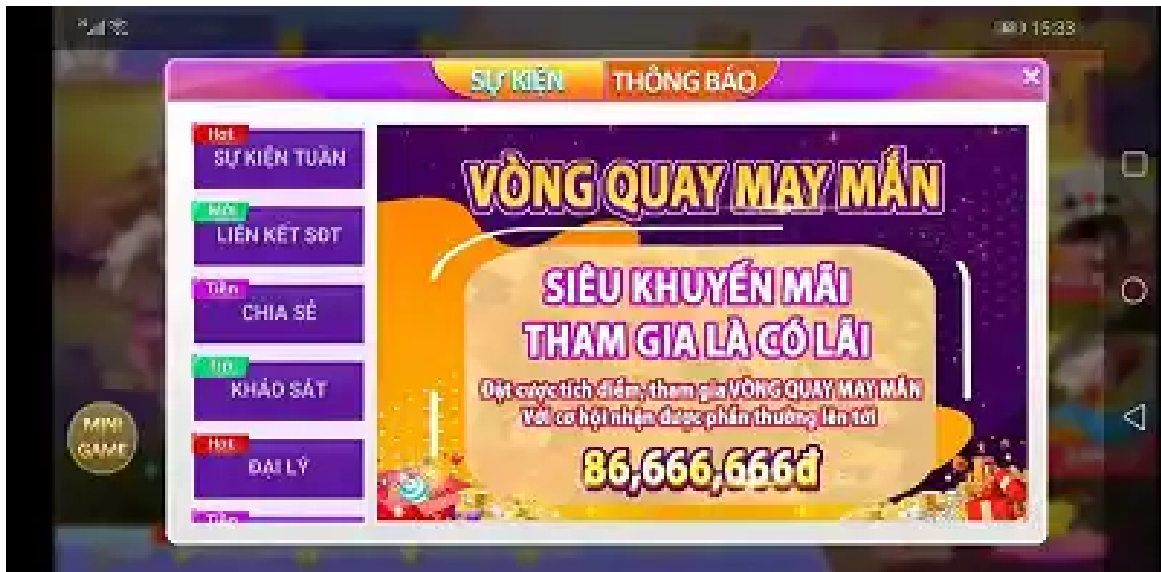 15:33
SỰ KIỆN
THÔNG BÁO
Hot
SỰ KIỆN TUẦN
Mới
LIÊN KẾT SĐT
Tiền
CHIA SẺ
KHẢO SÁT
Hot
ĐẠI LÝ
Tiền
MINI
GAME
VÒNG QUAY MAY MẮN
SIÊU KHUYẾN MÃI
THAM GIA LÀ CÓ LÃI
Đặt cược tích điểm, tham gia VÒNG QUAY MAY MẮN
Với cơ hội nhận được phần thưởng lên tới
86,666,666đ